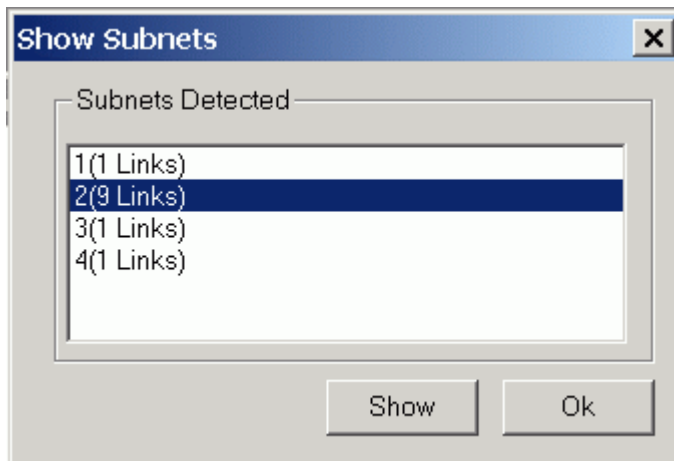 Show Subnets
Subnets Detected
1(1 Links)
2(9 Links)
3(1 Links)
4(1 Links)
Show
Ok